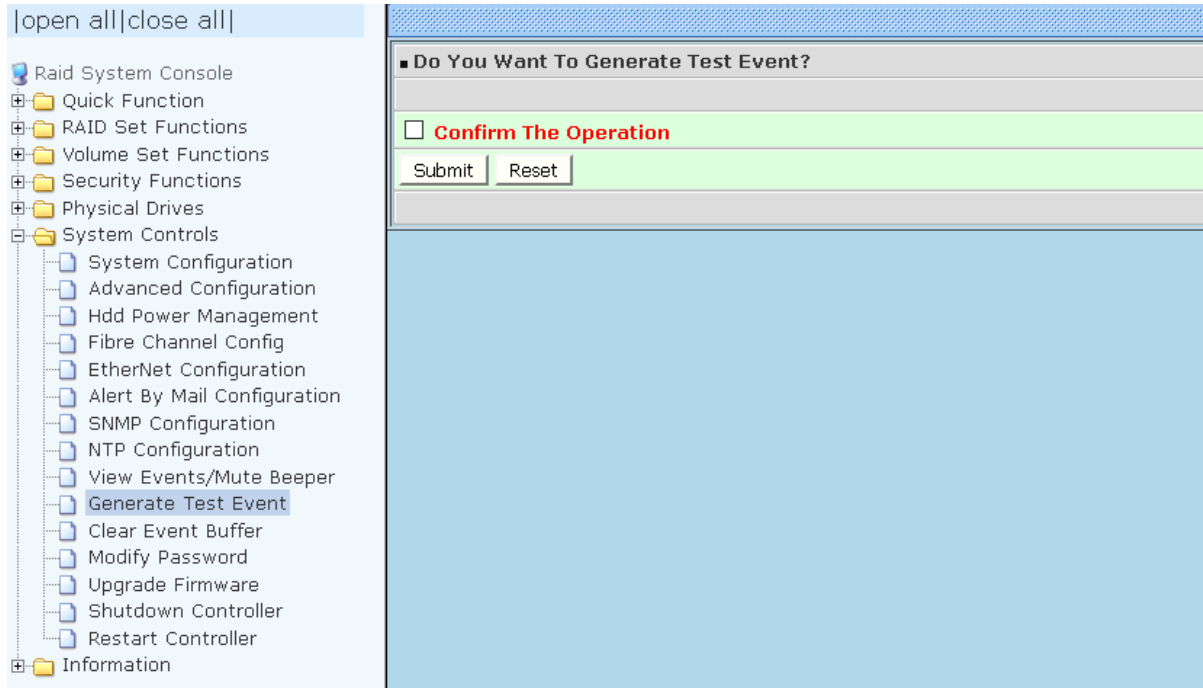 |open all|close all|
Raid System Console
Quick Function
RAID Set Functions
Volume Set Functions
Security Functions
Physical Drives
System Controls
System Configuration
Advanced Configuration
Hdd Power Management
Fibre Channel Config
EtherNet Configuration
Alert By Mail Configuration
SNMP Configuration
NTP Configuration
View Events/Mute Beeper
Generate Test Event
Clear Event Buffer
Modify Password
Upgrade Firmware
Shutdown Controller
Restart Controller
Information
Do You Want To Generate Test Event?
Confirm The Operation
Submit Reset